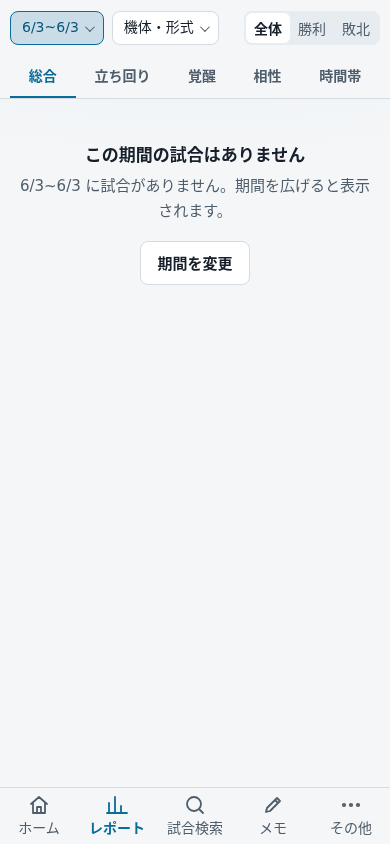 6/3~6/3 機体・形式 全体 勝利 敗北
総合 立ち回り 覚醒 相性 時間帯
この期間の試合はありません
6/3~6/3 に試合がありません。期間を広げると表示
されます。
期間を変更
ホーム レポート 試合検索 メモ その他